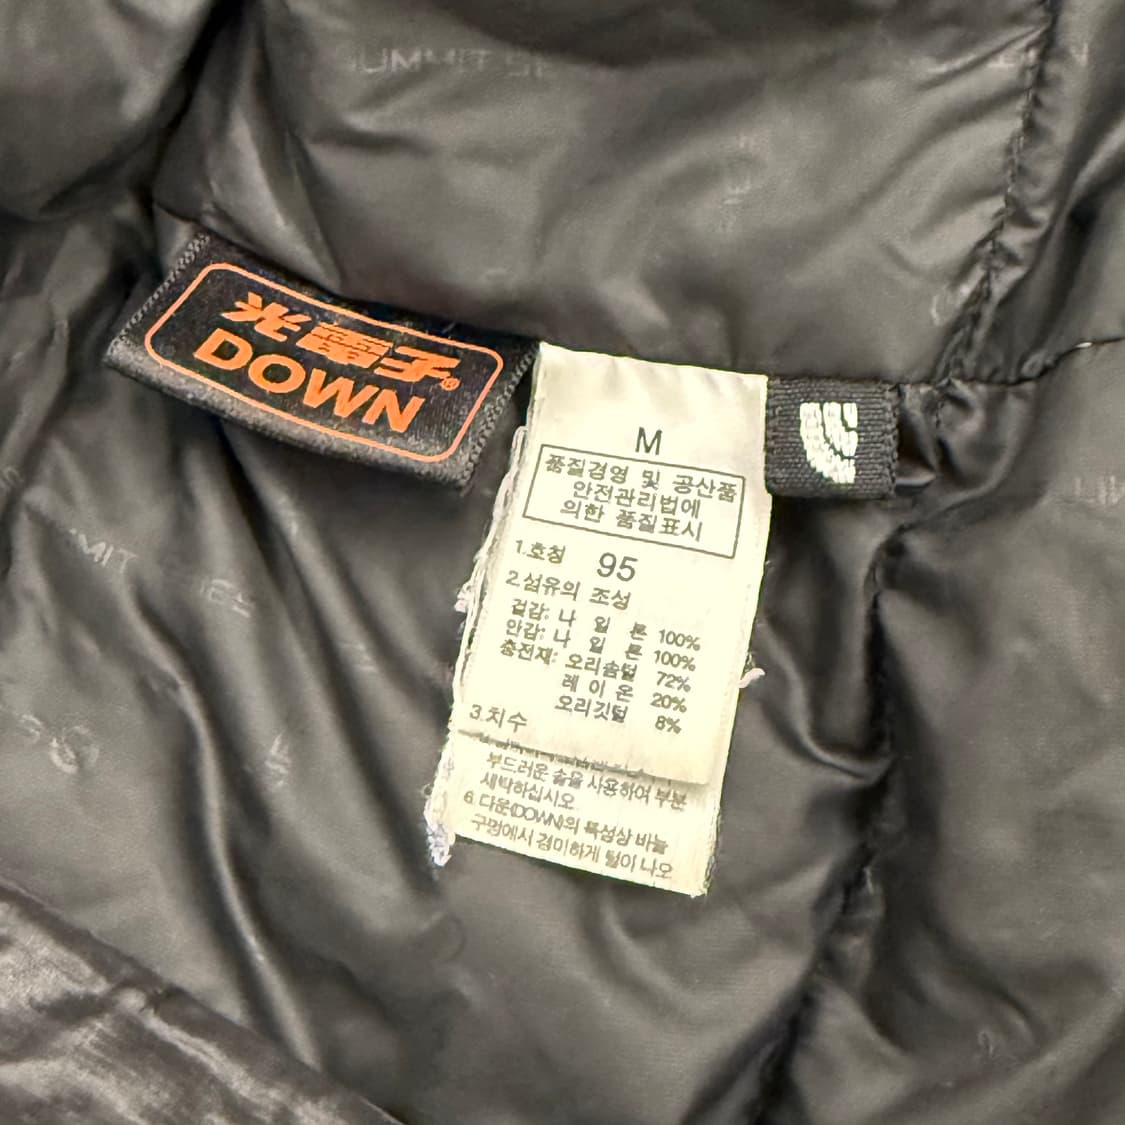 SUMMIT SE
光電子®
DOWN
M
품질경영 및 공산품
안전관리법에
의한 품질표시
1.호칭 95
2.섬유의 조성
겉감: 나 일 론 100%
안감: 나 일 론 100%
충전재: 오리솜털 72%
레 이 온 20%
오리깃털 8%
3.치수
부드러운 솔을 사용하여 부분
세탁하십시오
6. 다운(DOWN)의 특성상 바늘
구멍에서 경미하게 털이 나오
MMIT